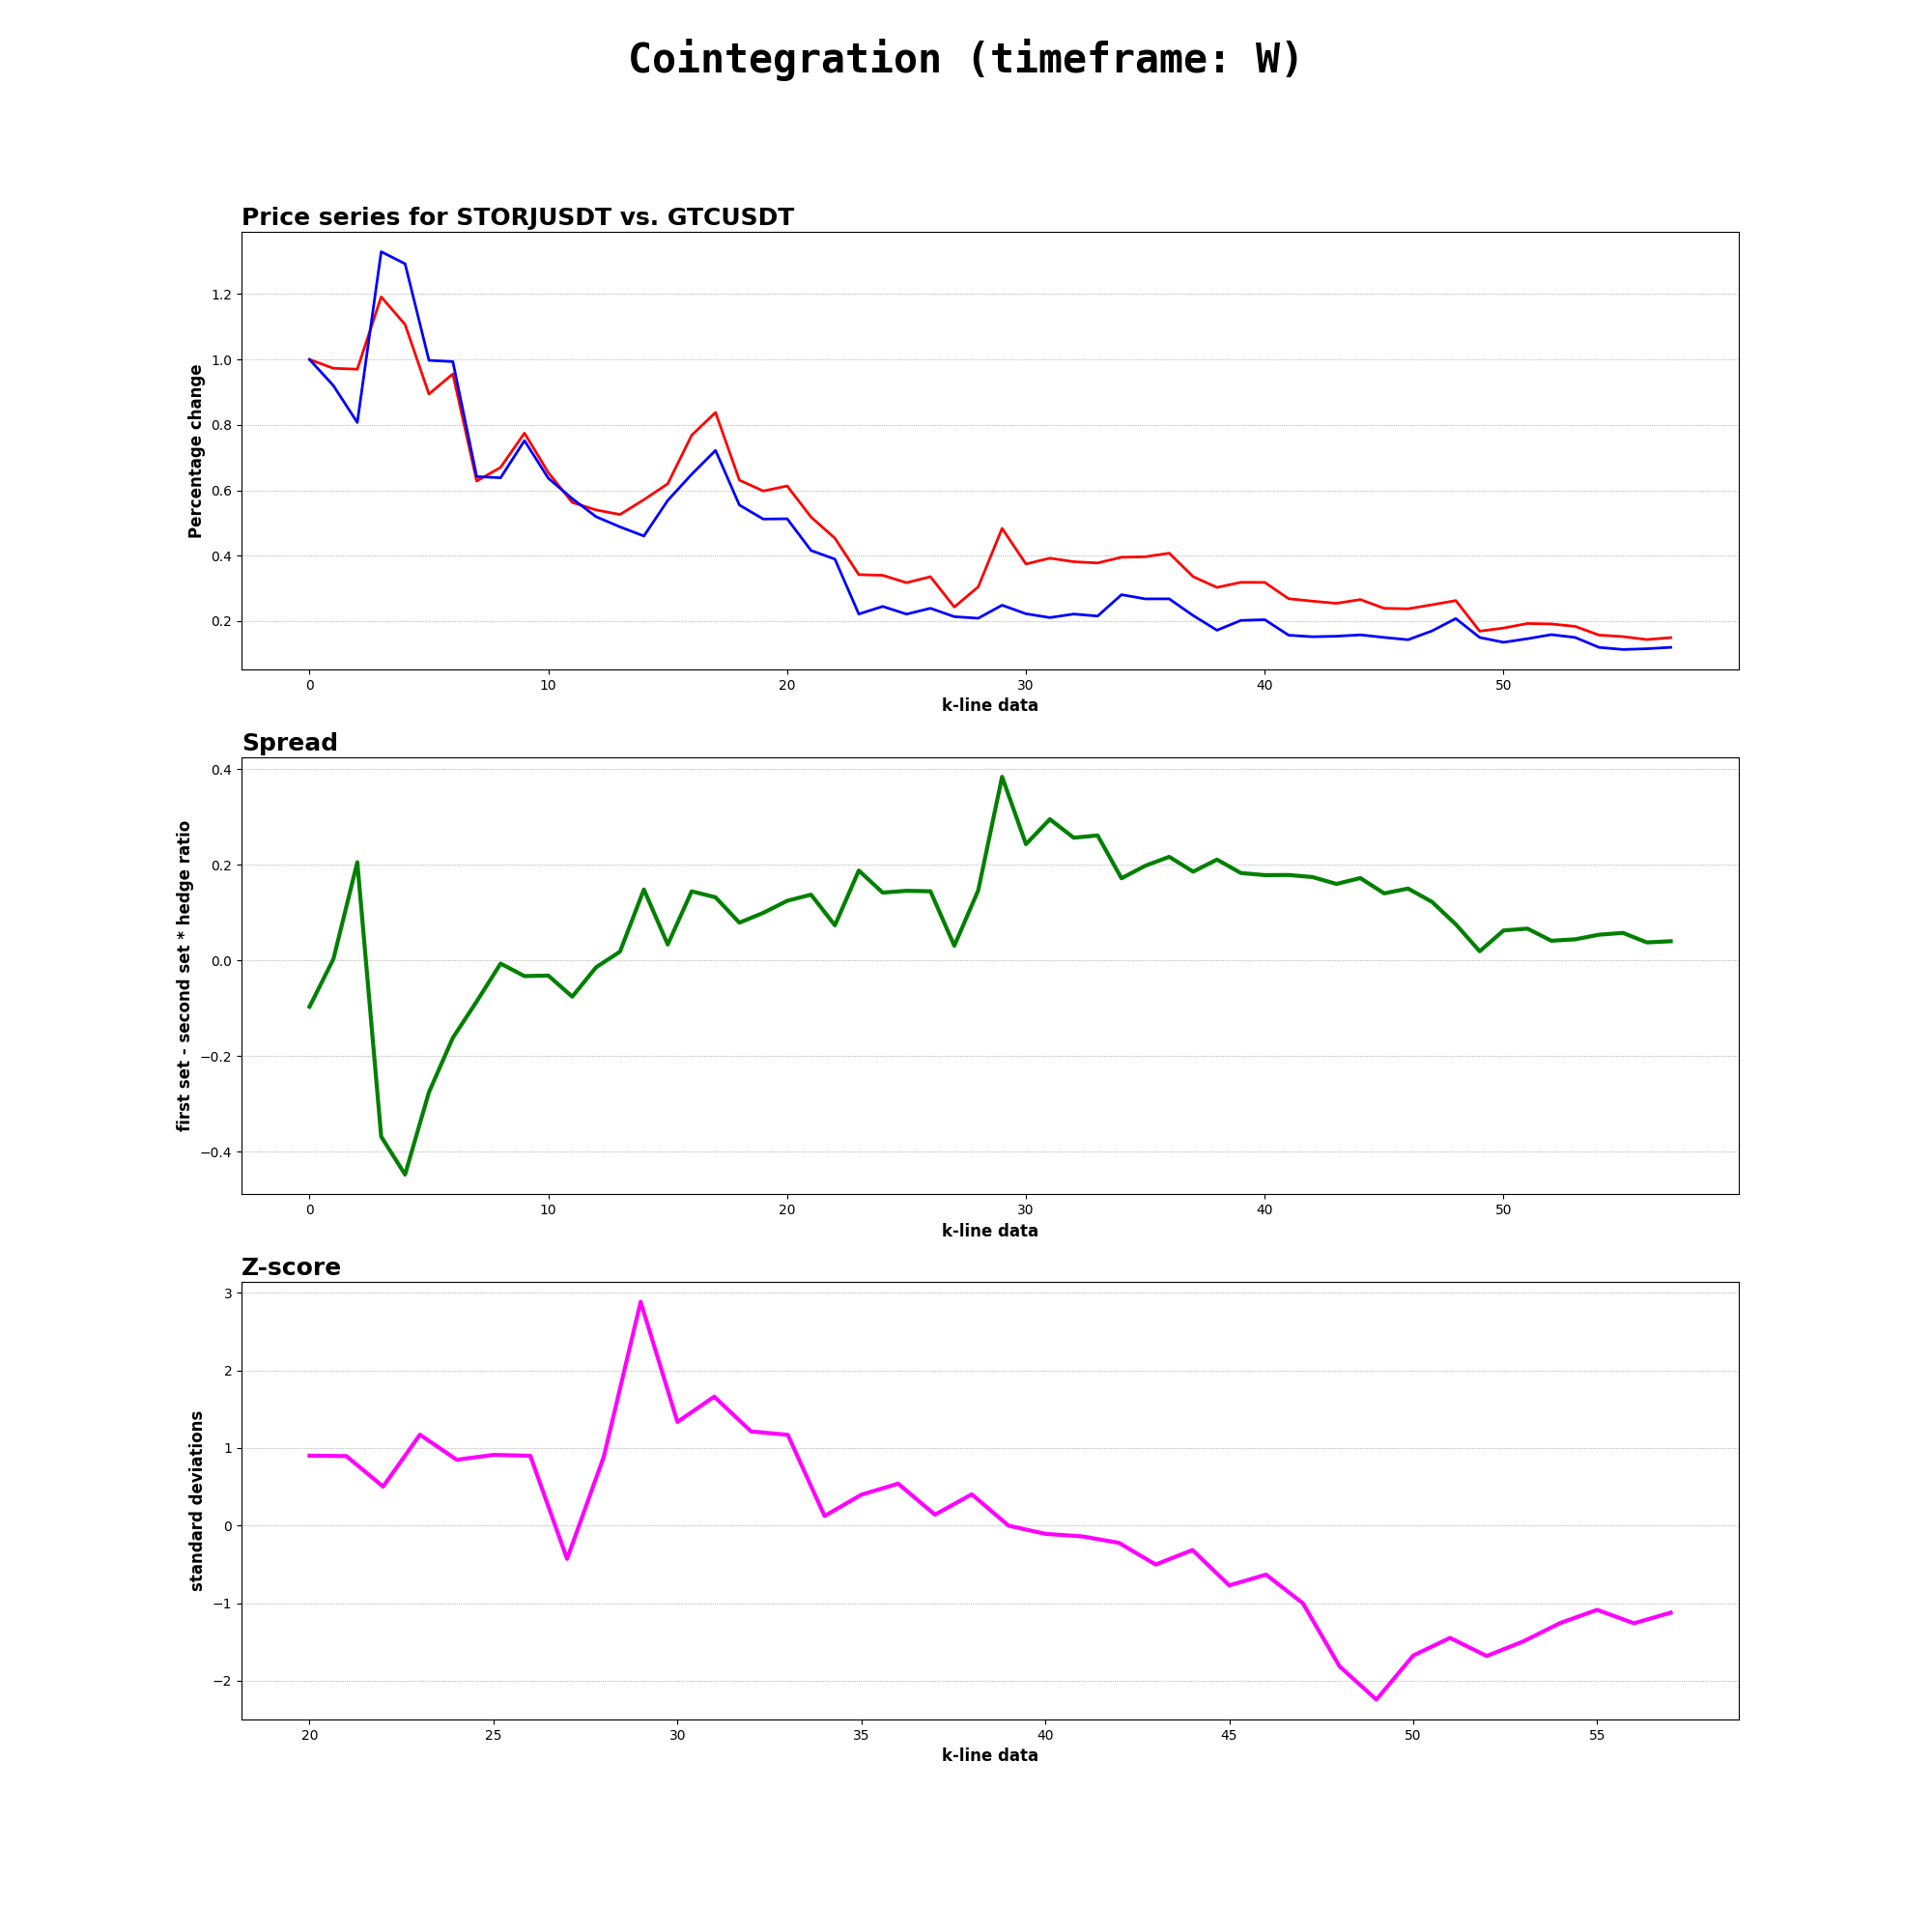 Cointegration (timeframe: W)
Price series for STORJUSDT vs. GTCUSDT
Percentage change
1.2
1.0
0.8
0.6
0.4
0.2
0 10 20 30 40 50
k-line data
Spread
first set - second set * hedge ratio
0.4
0.2
0.0
−0.2
−0.4
0 10 20 30 40 50
k-line data
Z-score
standard deviations
3
2
1
0
−1
−2
20 25 30 35 40 45 50 55
k-line data